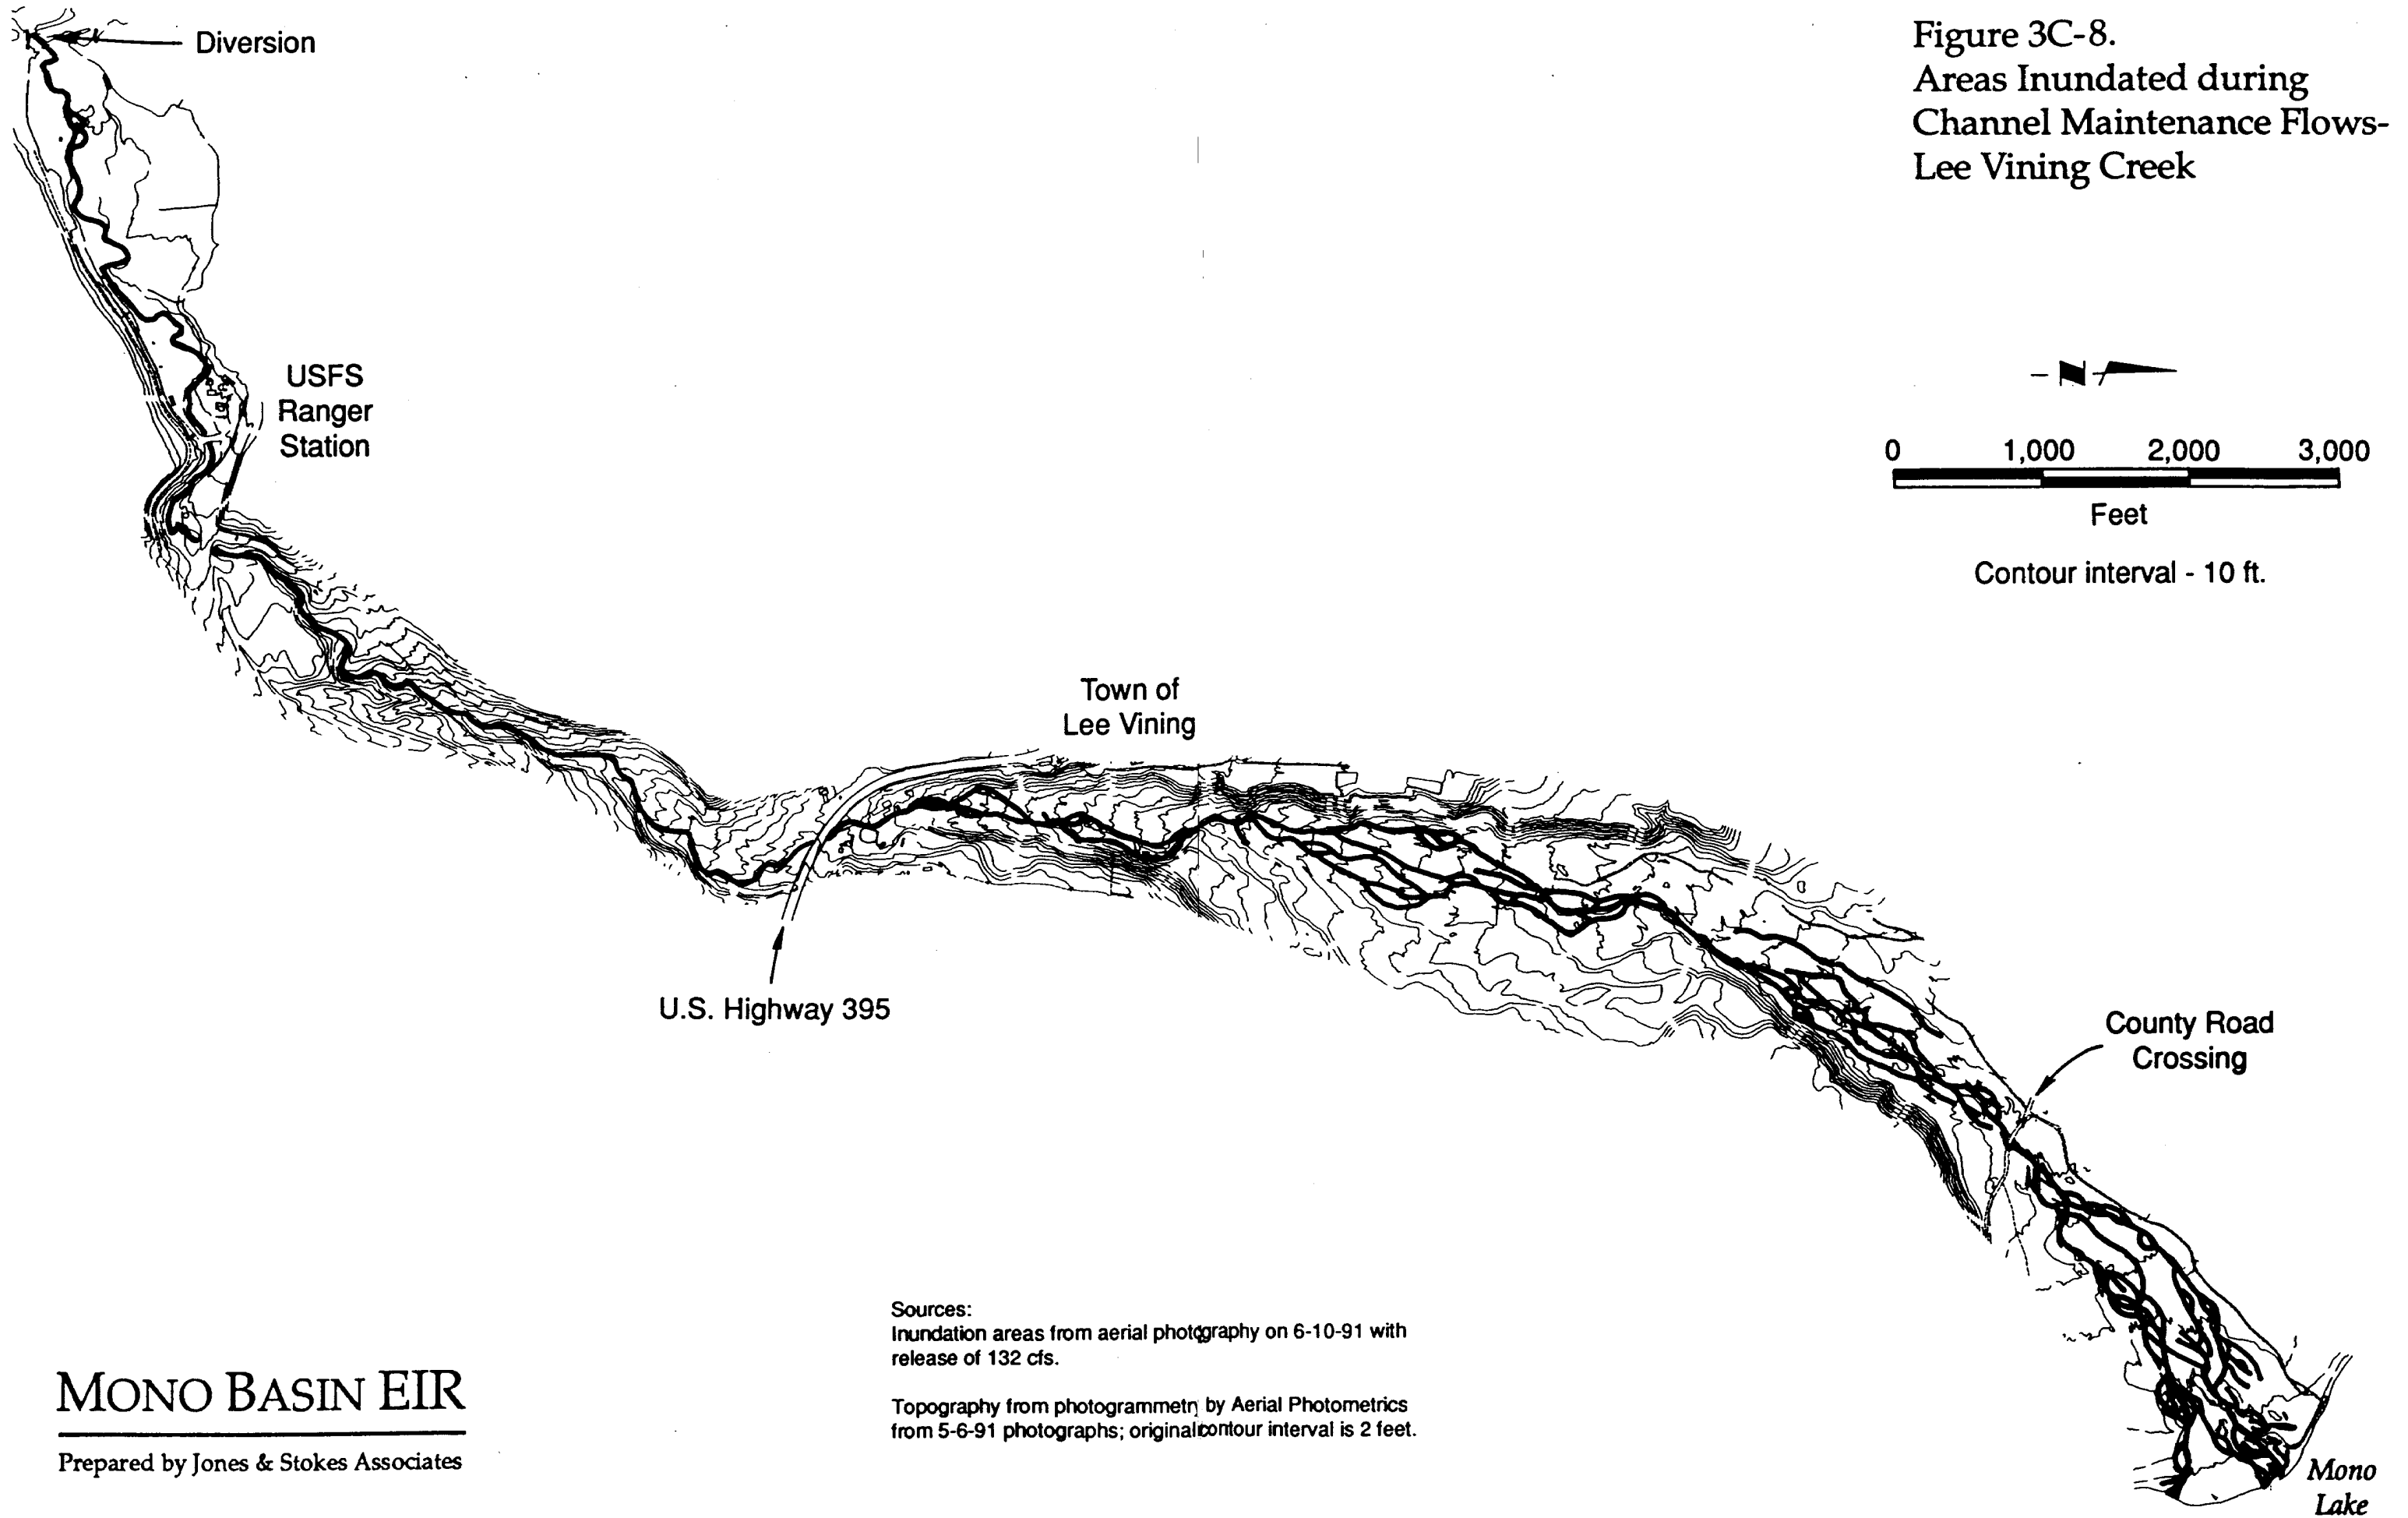 Figure 3C-8.
Areas Inundated during
Channel Maintenance Flows-
Lee Vining Creek
Diversion
USFS
Ranger
Station
N
0 1,000 2,000 3,000
Feet
Contour interval - 10 ft.
Town of
Lee Vining
U.S. Highway 395
County Road
Crossing
Sources:
Inundation areas from aerial photography on 6-10-91 with
release of 132 cfs.
Topography from photogrammetry by Aerial Photometrics
from 5-6-91 photographs; original contour interval is 2 feet.
MONO BASIN EIR
Prepared by Jones & Stokes Associates
Mono
Lake